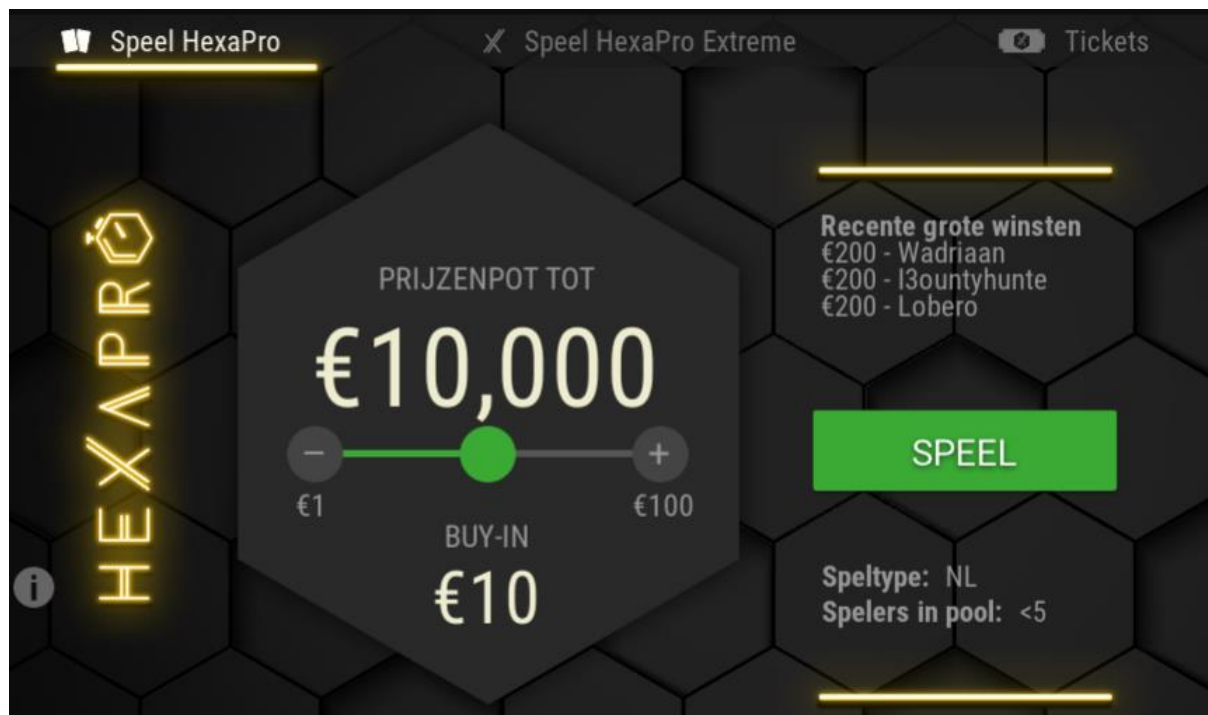 Speel HexaPro
Speel HexaPro Extreme
Tickets
HEXAPRO
PRIJZENPOT TOT
€10,000
€1
€100
BUY-IN
€10
Recente grote winsten
€200 - Wadriaan
€200 - I3ountyhunte
€200 - Lobero
SPEEL
Speltype: NL
Spelers in pool: <5